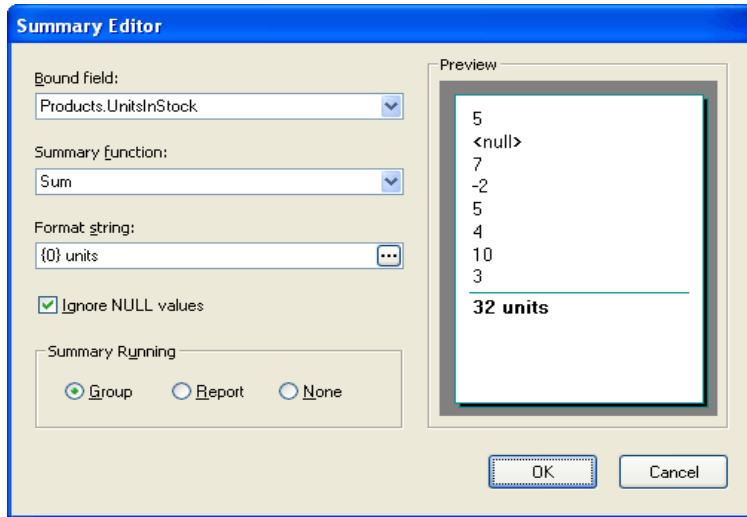 Summary Editor
Bound field:
Products.UnitsInStock
Summary function:
Sum
Format string:
{0} units
...
Ignore NULL values
Summary Running
Group
Report
None
Preview
5
<null>
7
-2
5
4
10
3
32 units
OK
Cancel